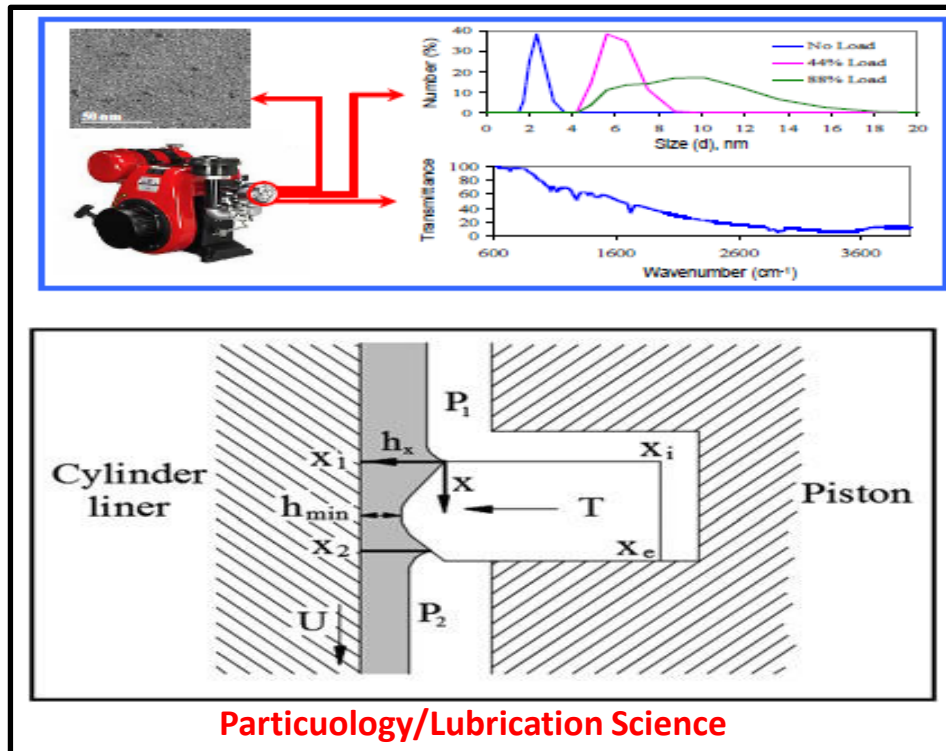 50 nm
Number (%)
40
30
20
10
0
No Load
44% Load
88% Load
0 2 4 6 8 10 12 14 16 18 20
Size (d), nm
Transmittance
100
80
60
40
20
0
600 1600 2600 3600
Wavenumber (cm-1)
P1
hx
X1
Xi
Cylinder
liner
X
Piston
hmin
T
X2
Xe
U
P2
Particuology/Lubrication Science